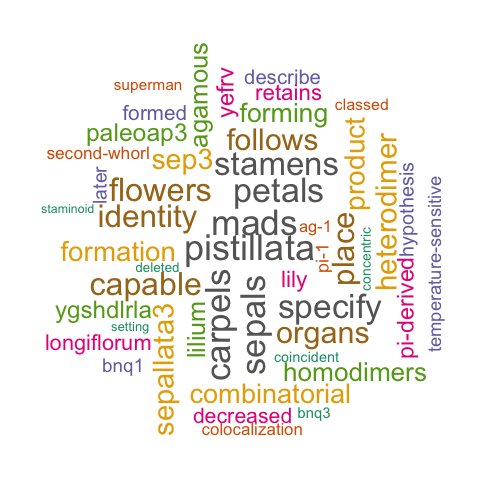 superman
agamous
yefrv
describe
retains
formed
forming
classed
paleoap3
follows
second-whorl
sep3
stamens
product
heterodimer
hypothesis
temperature-sensitive
later
flowers
petals
staminoid
identity
mads
ag-1
place
pi-1
concentric
formation
pistillata
deleted
capable
carpels
sepals
lily
specify
pi-derived
ygshdlrla
setting
sepallata3
lilium
organs
longiflorum
coincident
bnq1
homodimers
combinatorial
decreased
bnq3
colocalization